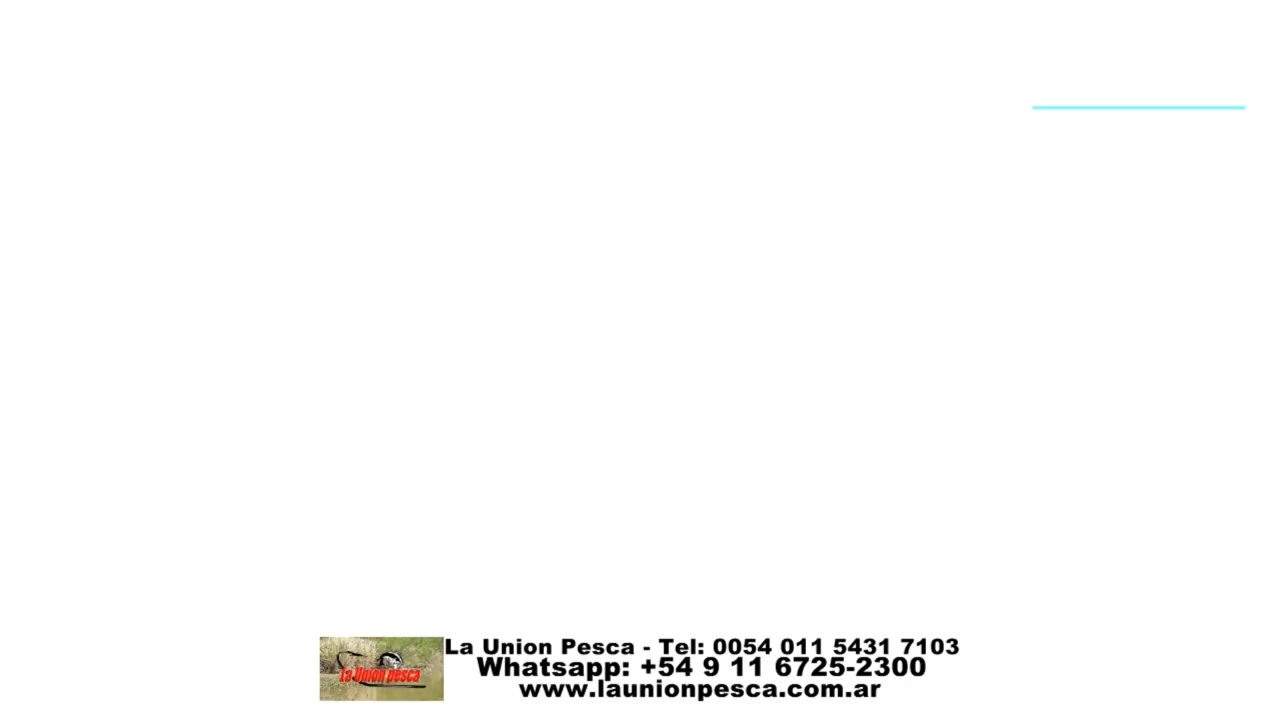 La Union Pesca - Tel: 0054 011 5431 7103
Whatsapp: +54 9 11 6725-2300
www.launionpesca.com.ar
la Union pesca